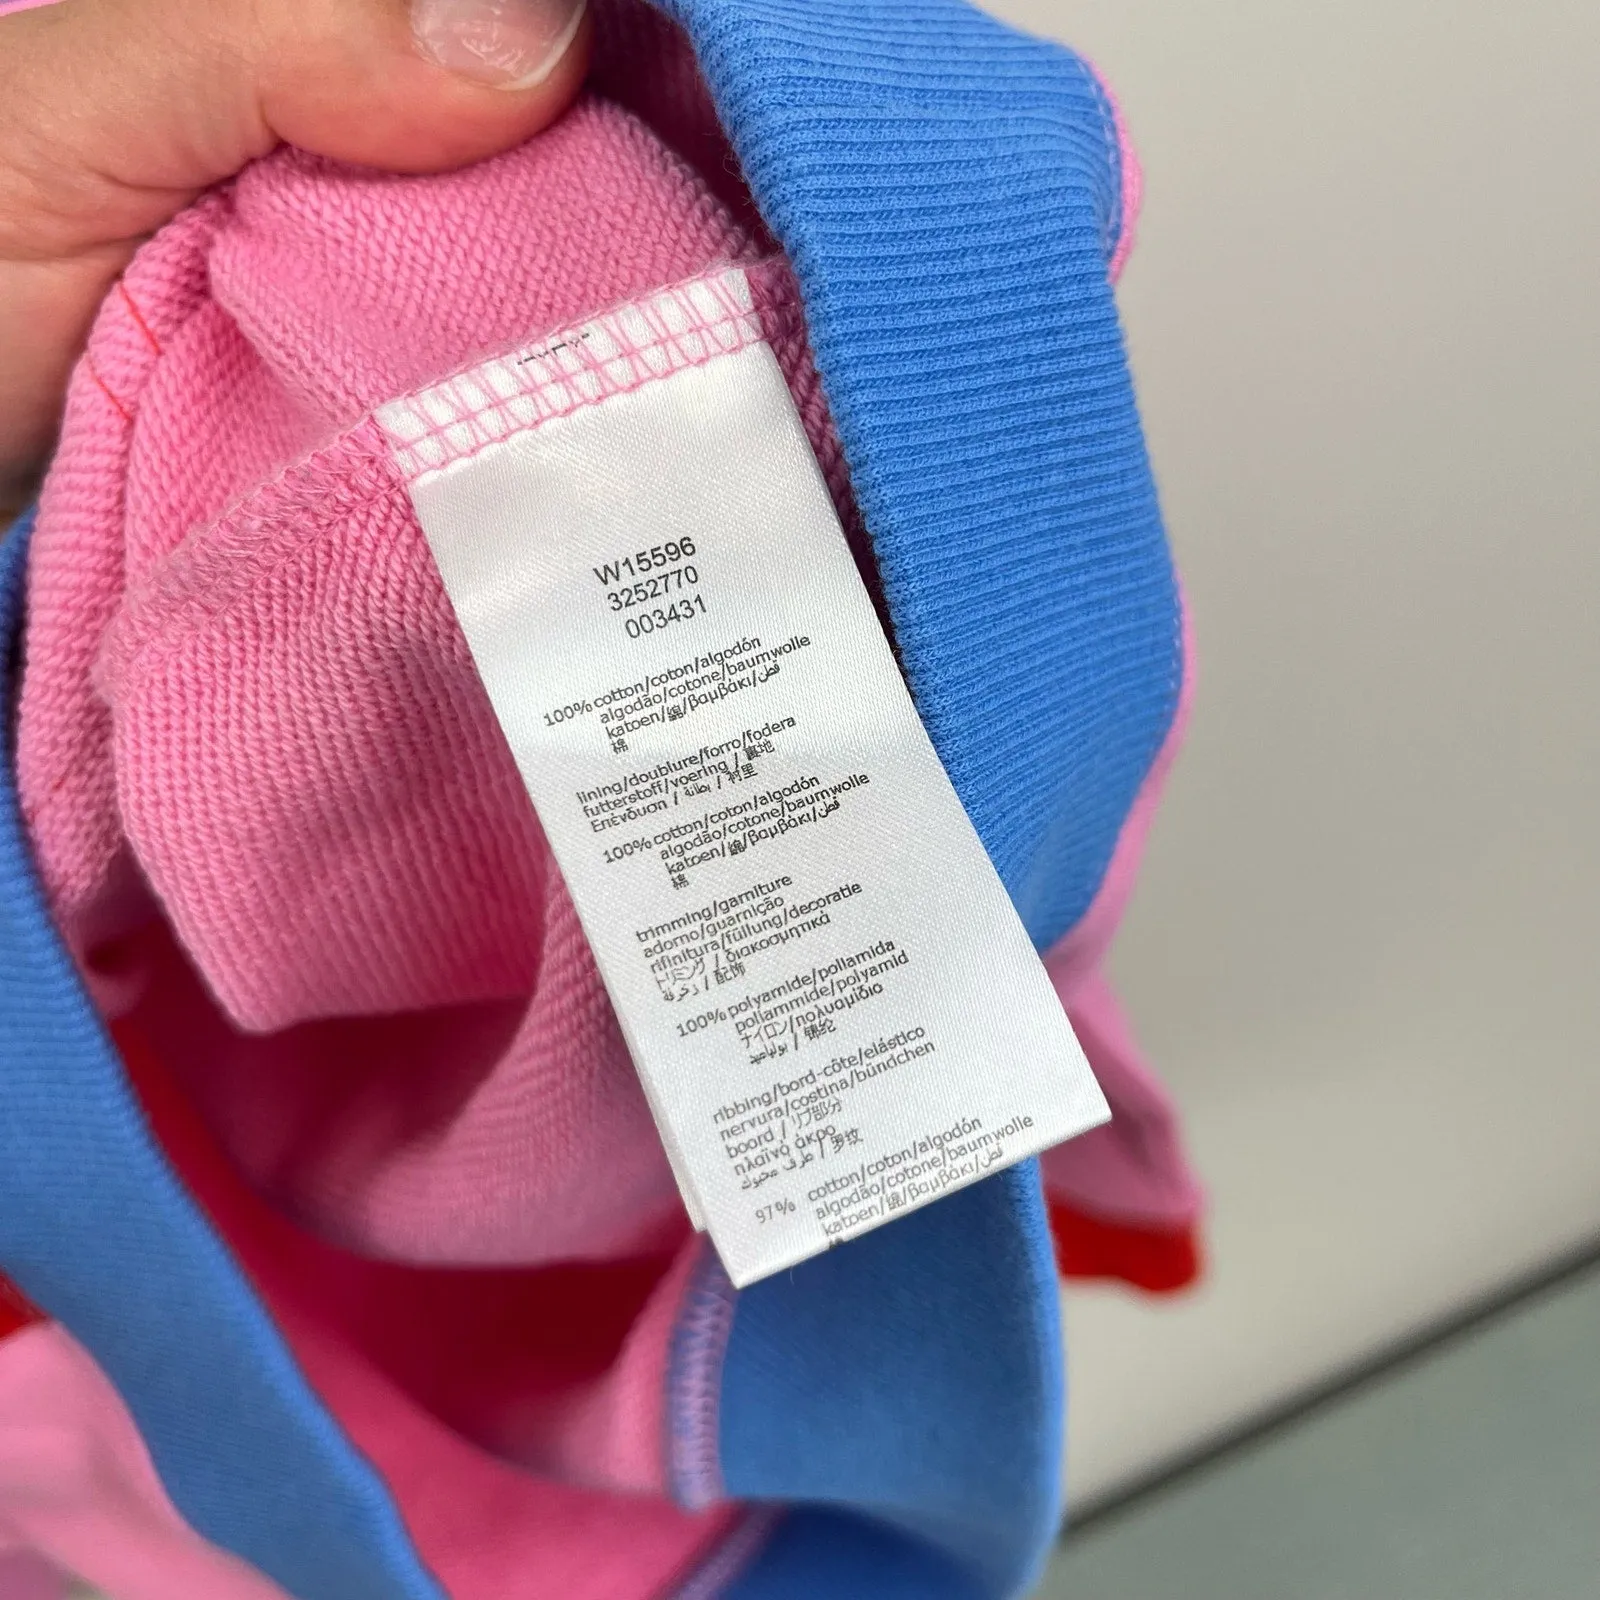 W15596
3252770
003431
100% cotton/coton/algodón
algodão/cotone/baumwolle
katoen/綿/βαμβάκι/قطن
棉
lining/doublure/forro/fodera
futterstoff/voering / 裏地
Επένδυση / بطانة / 衬里
100% cotton/coton/algodón
algodão/cotone/baumwolle
katoen/綿/βαμβάκι/قطن
棉
trimming/garniture
adorno/guarnição
rifinitura/füllung/decoratie
トリミング / διακοσμητικά
زخرفة / 配饰
100% polyamide/poliamida
poliammide/polyamid
ナイロン/πολυαμίδιο
بولياميد / 锦纶
ribbing/bord-côte/elástico
nervura/costina/bündchen
boord / リブ部分
πλαϊνό άκρο
طرف محبوك / 罗纹
97% cotton/coton/algodón
algodão/cotone/baumwolle
katoen/綿/βαμβάκι/قطن